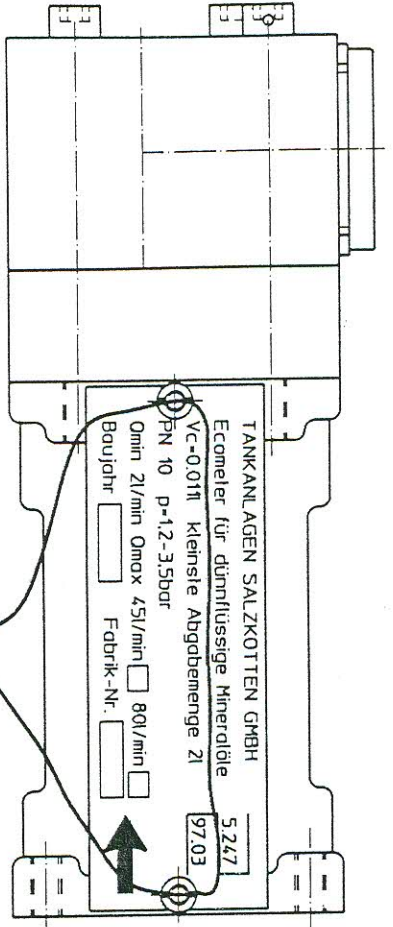 TANKANLAGEN SALZKOTTEN GMBH
Ecometer für dünnflüssige Mineralöle
5.247
Vc=0.011l kleinste Abgabemenge 2l
97.03
PN 10 p=1,2-3,5bar
Qmin 2l/min Qmax 45l/min 80l/min
Baujahr Fabrik-Nr.